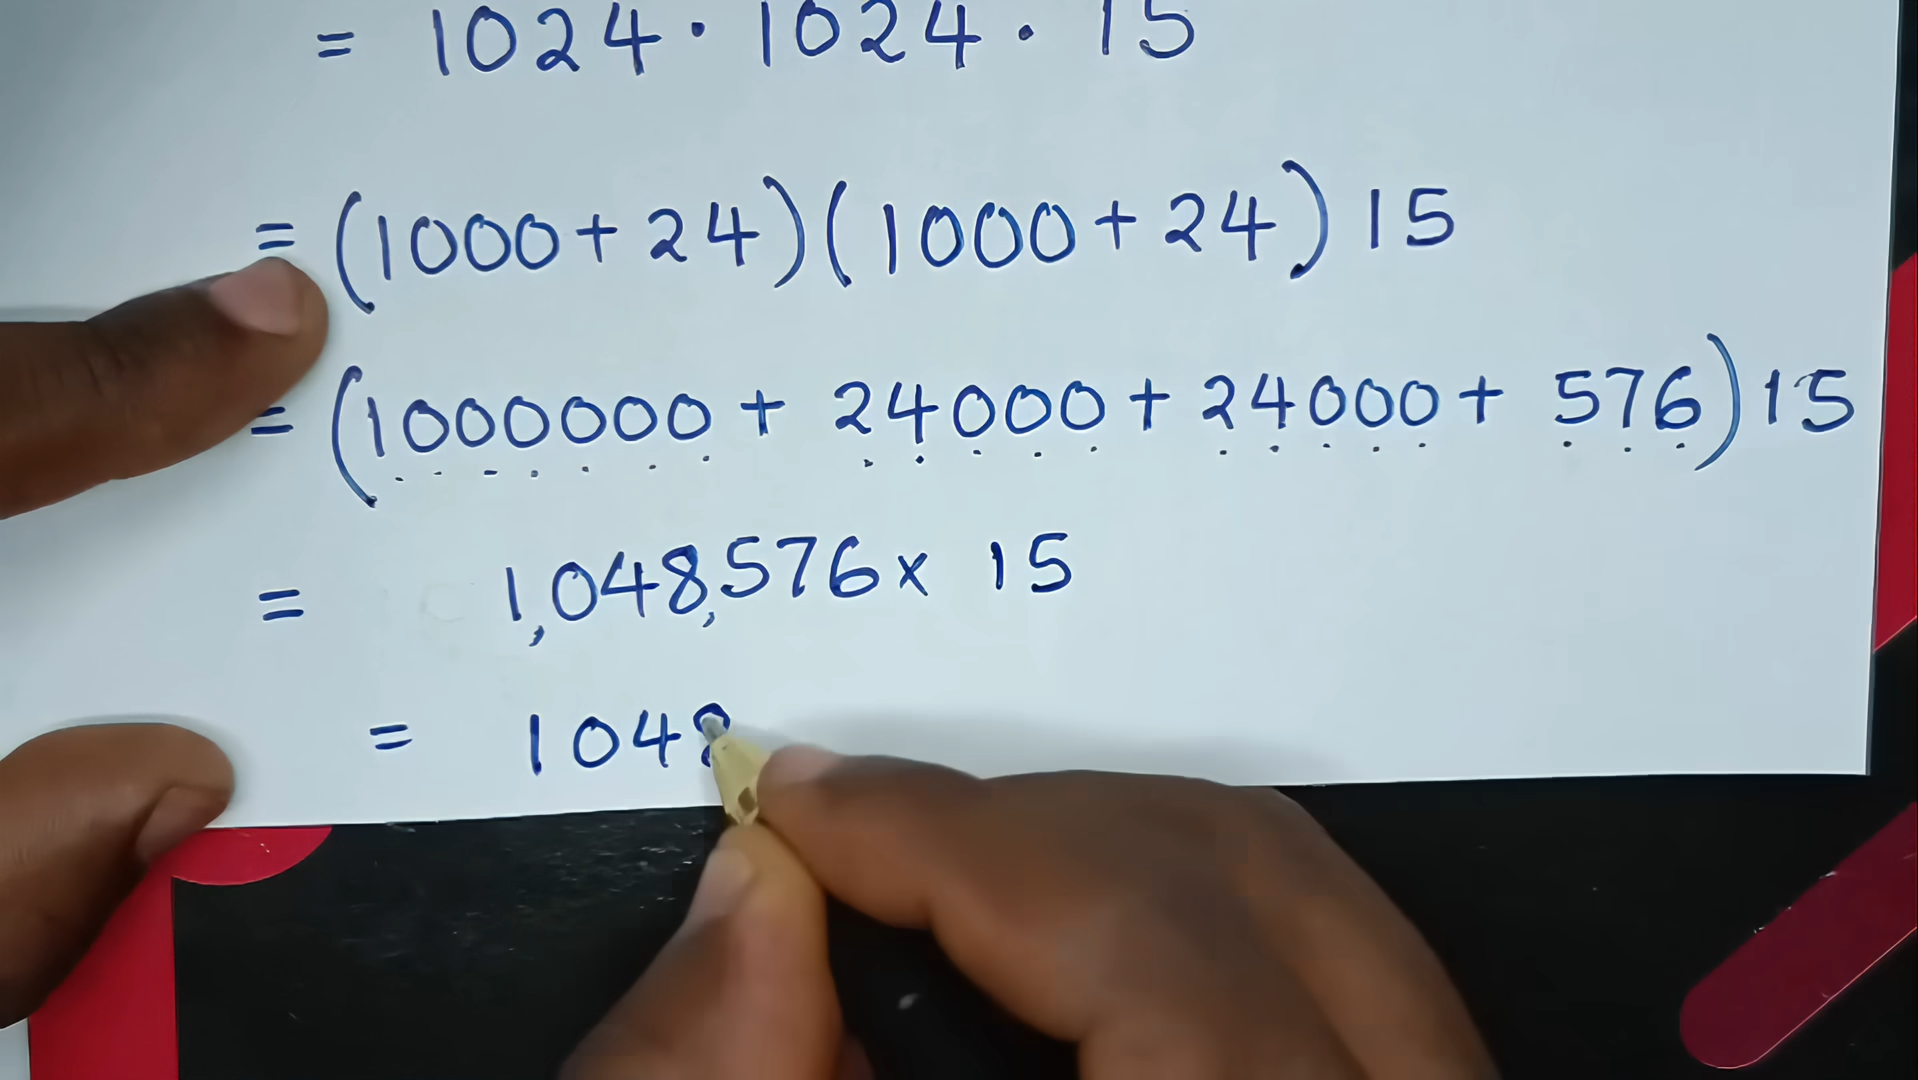 = 1024 · 1024 · 15
= (1000 + 24)(1000 + 24) 15
= (1000000 + 24000 + 24000 + 576) 15
= 1,048,576 x 15
= 1048